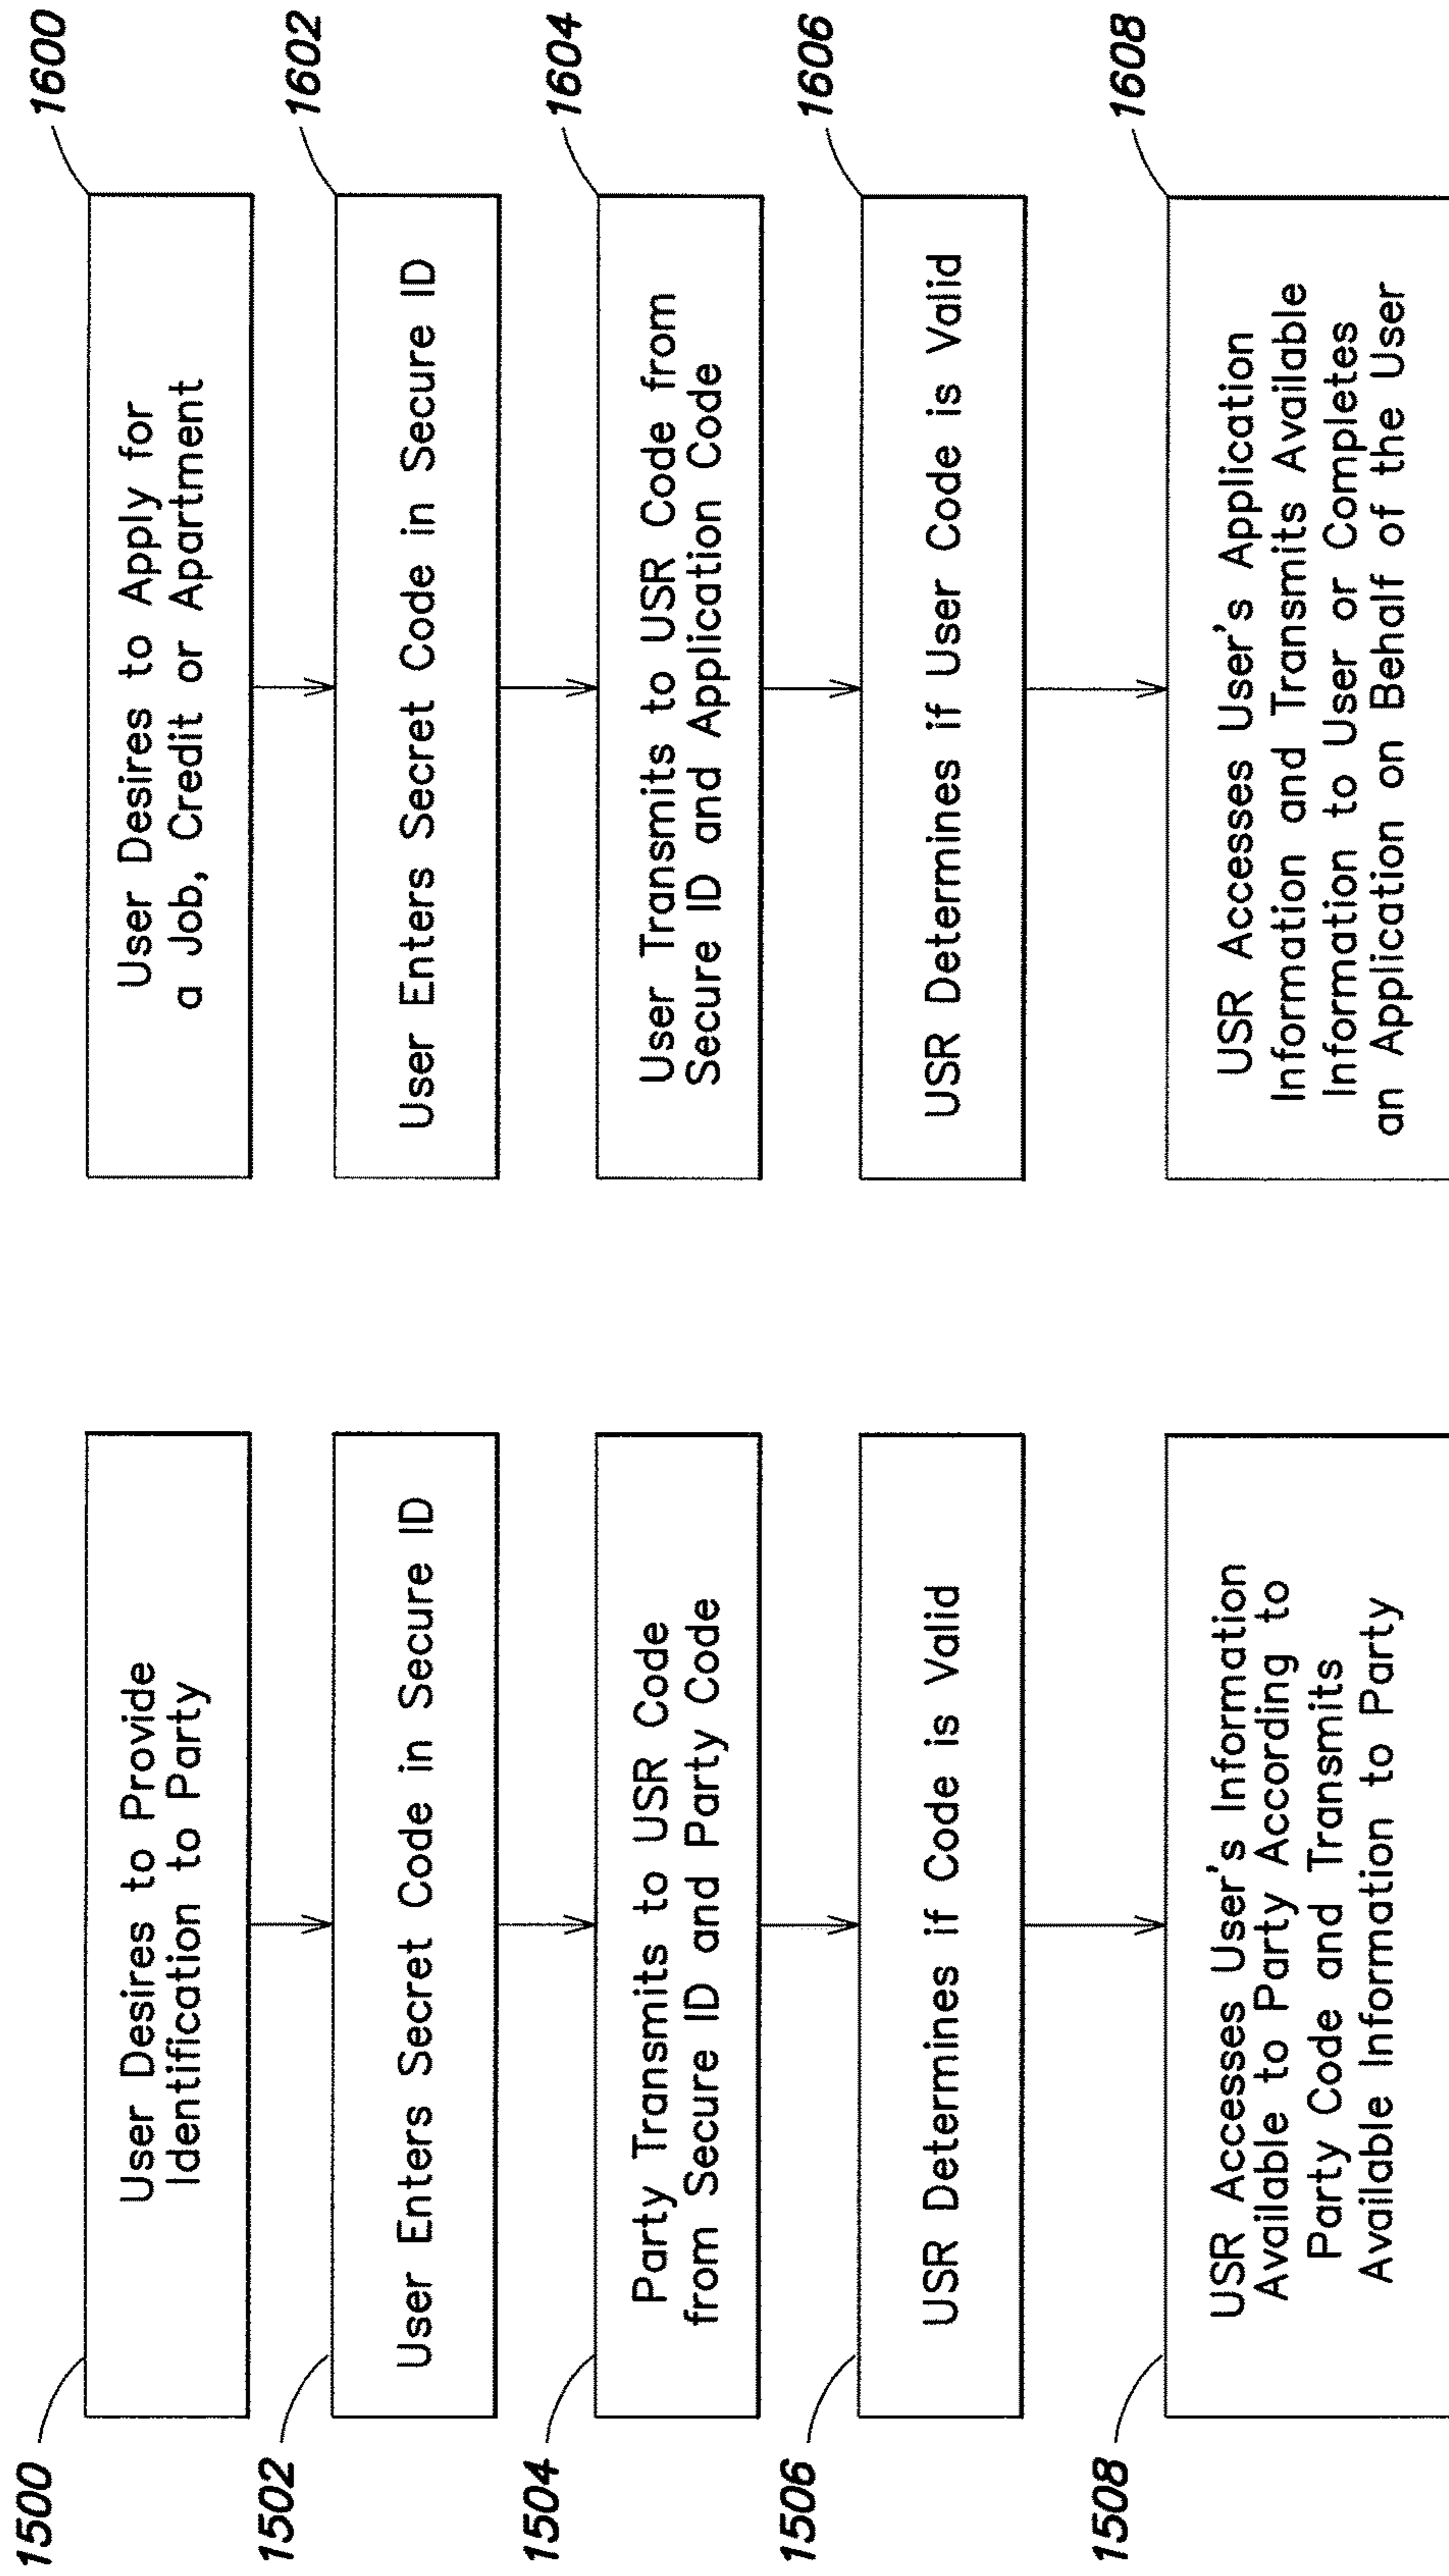 1500
User Desires to Provide
Identification to Party
1502
User Enters Secret Code in Secure ID
1504
Party Transmits to USR Code
from Secure ID and Party Code
1506
USR Determines if Code is Valid
1508
USR Accesses User's Information
Available to Party According to
Party Code and Transmits
Available Information to Party
1600
User Desires to Apply for
a Job, Credit or Apartment
1602
User Enters Secret Code in Secure ID
1604
User Transmits to USR Code from
Secure ID and Application Code
1606
USR Determines if User Code is Valid
1608
USR Accesses User's Application
Information and Transmits Available
Information to User or Completes
an Application on Behalf of the User